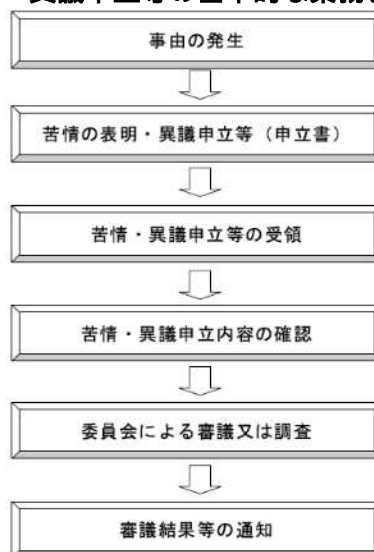 事由の発生
苦情の表明・異議申立等（申立書）
苦情・異議申立等の受領
苦情・異議申立内容の確認
委員会による審議又は調査
審議結果等の通知